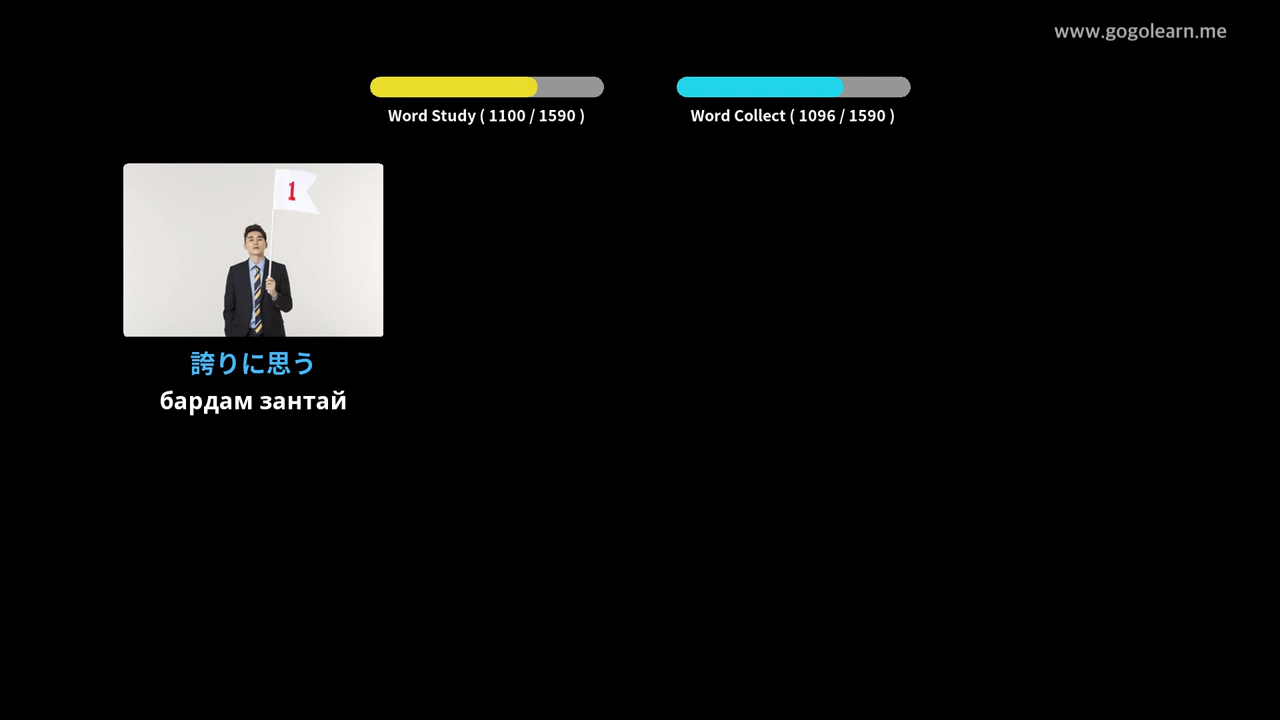 www.gogolearn.me
Word Study ( 1100 / 1590 )
Word Collect ( 1096 / 1590 )
1
誇りに思う
бардам зантай